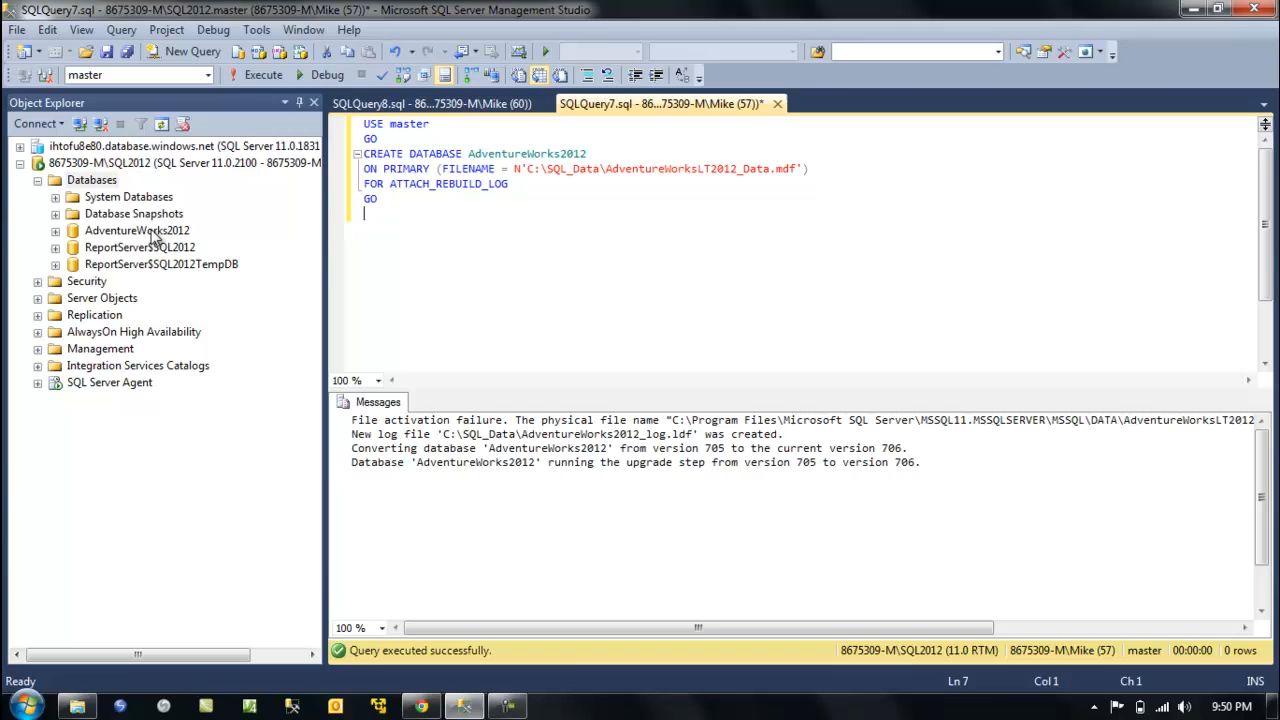 SQLQuery7.sql - 8675309-M\SQL2012.master (8675309-M\Mike (57))* - Microsoft SQL Server Management Studio
File Edit View Query Project Debug Tools Window Help
New Query
master Execute Debug
Object Explorer
SQLQuery8.sql - 86...75309-M\Mike (60))
SQLQuery7.sql - 86...75309-M\Mike (57))*
Connect
ihtofu8e80.database.windows.net (SQL Server 11.0.1831
8675309-M\SQL2012 (SQL Server 11.0.2100 - 8675309-M
Databases
System Databases
Database Snapshots
AdventureWorks2012
ReportServer$SQL2012
ReportServer$SQL2012TempDB
Security
Server Objects
Replication
AlwaysOn High Availability
Management
Integration Services Catalogs
SQL Server Agent
USE master
GO
CREATE DATABASE AdventureWorks2012
ON PRIMARY (FILENAME = N'C:\SQL_Data\AdventureWorksLT2012_Data.mdf')
FOR ATTACH_REBUILD_LOG
GO
100 %
Messages
File activation failure. The physical file name "C:\Program Files\Microsoft SQL Server\MSSQL11.MSSQLSERVER\MSSQL\DATA\AdventureWorksLT2012
New log file 'C:\SQL_Data\AdventureWorks2012_log.ldf' was created.
Converting database 'AdventureWorks2012' from version 705 to the current version 706.
Database 'AdventureWorks2012' running the upgrade step from version 705 to version 706.
100 %
Query executed successfully. 8675309-M\SQL2012 (11.0 RTM) 8675309-M\Mike (57) master 00:00:00 0 rows
Ready Ln 7 Col 1 Ch 1 INS
9:50 PM